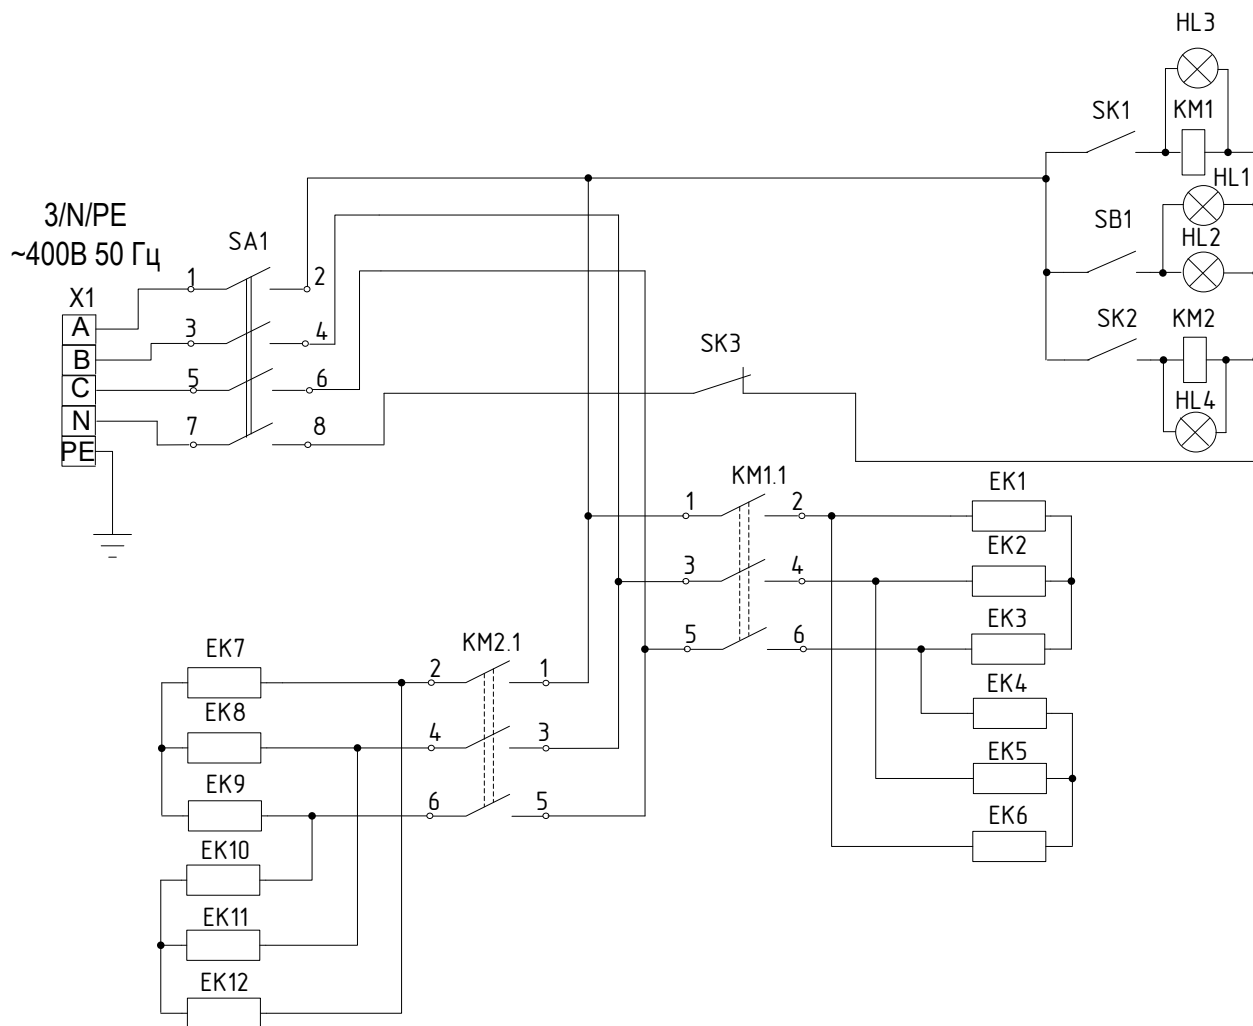 HL3
SK1
KM1
HL1
3/N/PE
~400В 50 Гц
SA1
SB1
HL2
1
2
X1
A
3
4
SK2
KM2
B
SK3
C
5
6
HL4
N
7
8
PE
KM1.1
EK1
1
2
EK2
3
4
EK3
5
6
EK7
KM2.1
2
1
EK4
EK8
4
3
EK5
EK9
6
5
EK6
EK10
EK11
EK12